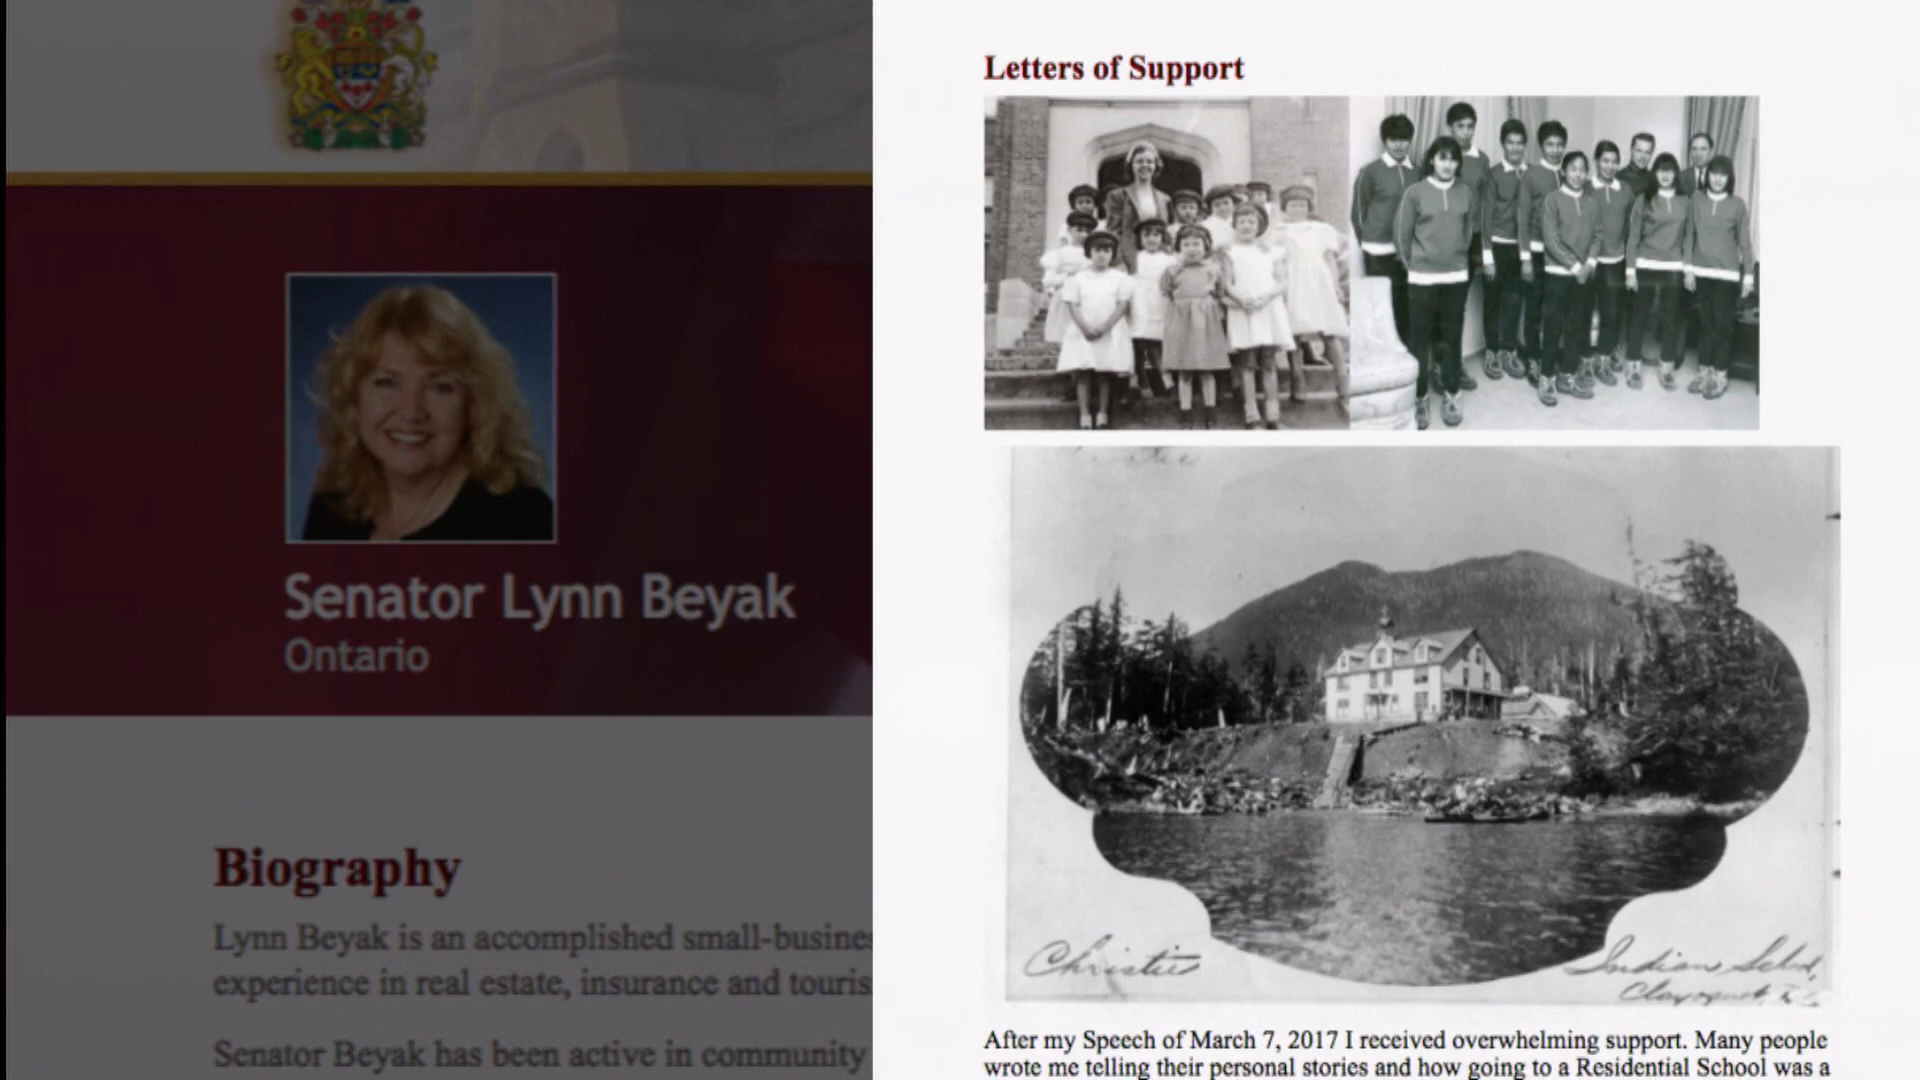 Senator Lynn Beyak
Ontario
Biography
Lynn Beyak is an accomplished small-busines
experience in real estate, insurance and touris
Senator Beyak has been active in community
Letters of Support
Christie
Indian School,
Clayoquot, B.C.
After my Speech of March 7, 2017 I received overwhelming support. Many people
wrote me telling their personal stories and how going to a Residential School was a